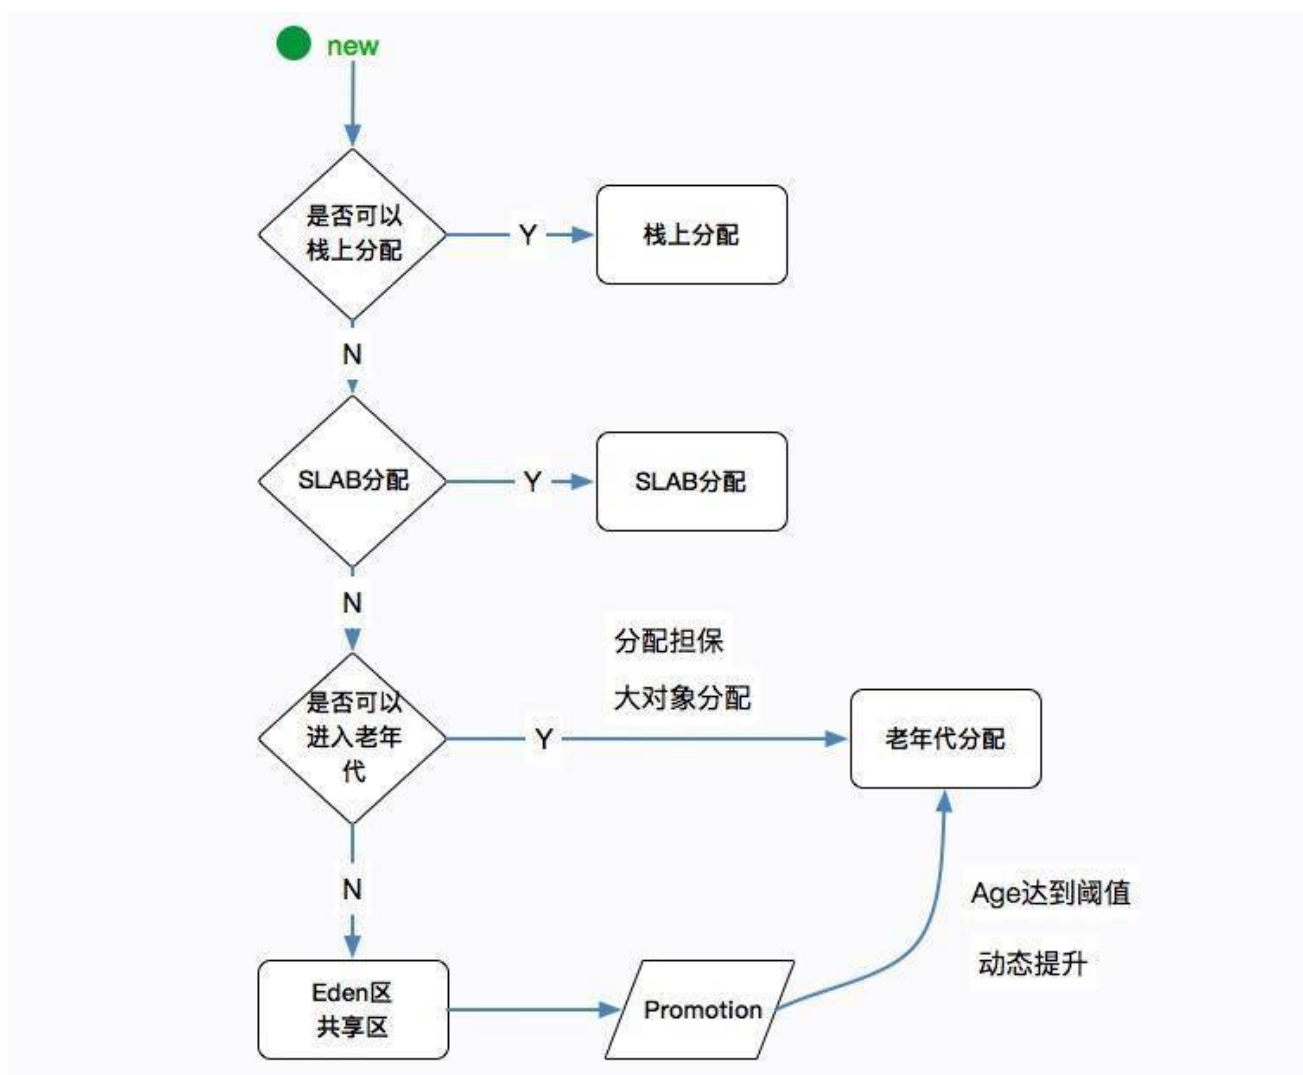 new
是否可以
栈上分配
Y
栈上分配
N
SLAB分配
Y
SLAB分配
N
分配担保
大对象分配
是否可以
进入老年
代
Y
老年代分配
N
Age达到阈值
动态提升
Eden区
共享区
Promotion